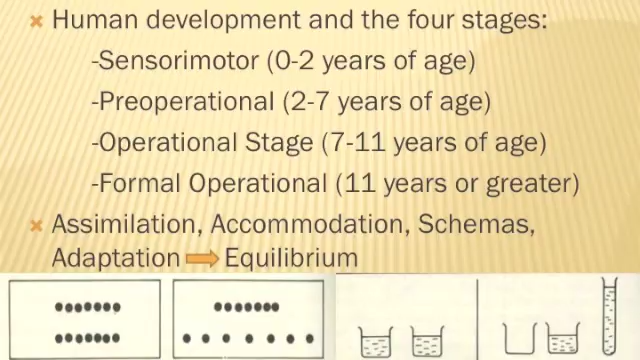 Human development and the four stages:
-Sensorimotor (0-2 years of age)
-Preoperational (2-7 years of age)
-Operational Stage (7-11 years of age)
-Formal Operational (11 years or greater)
Assimilation, Accommodation, Schemas,
Adaptation Equilibrium